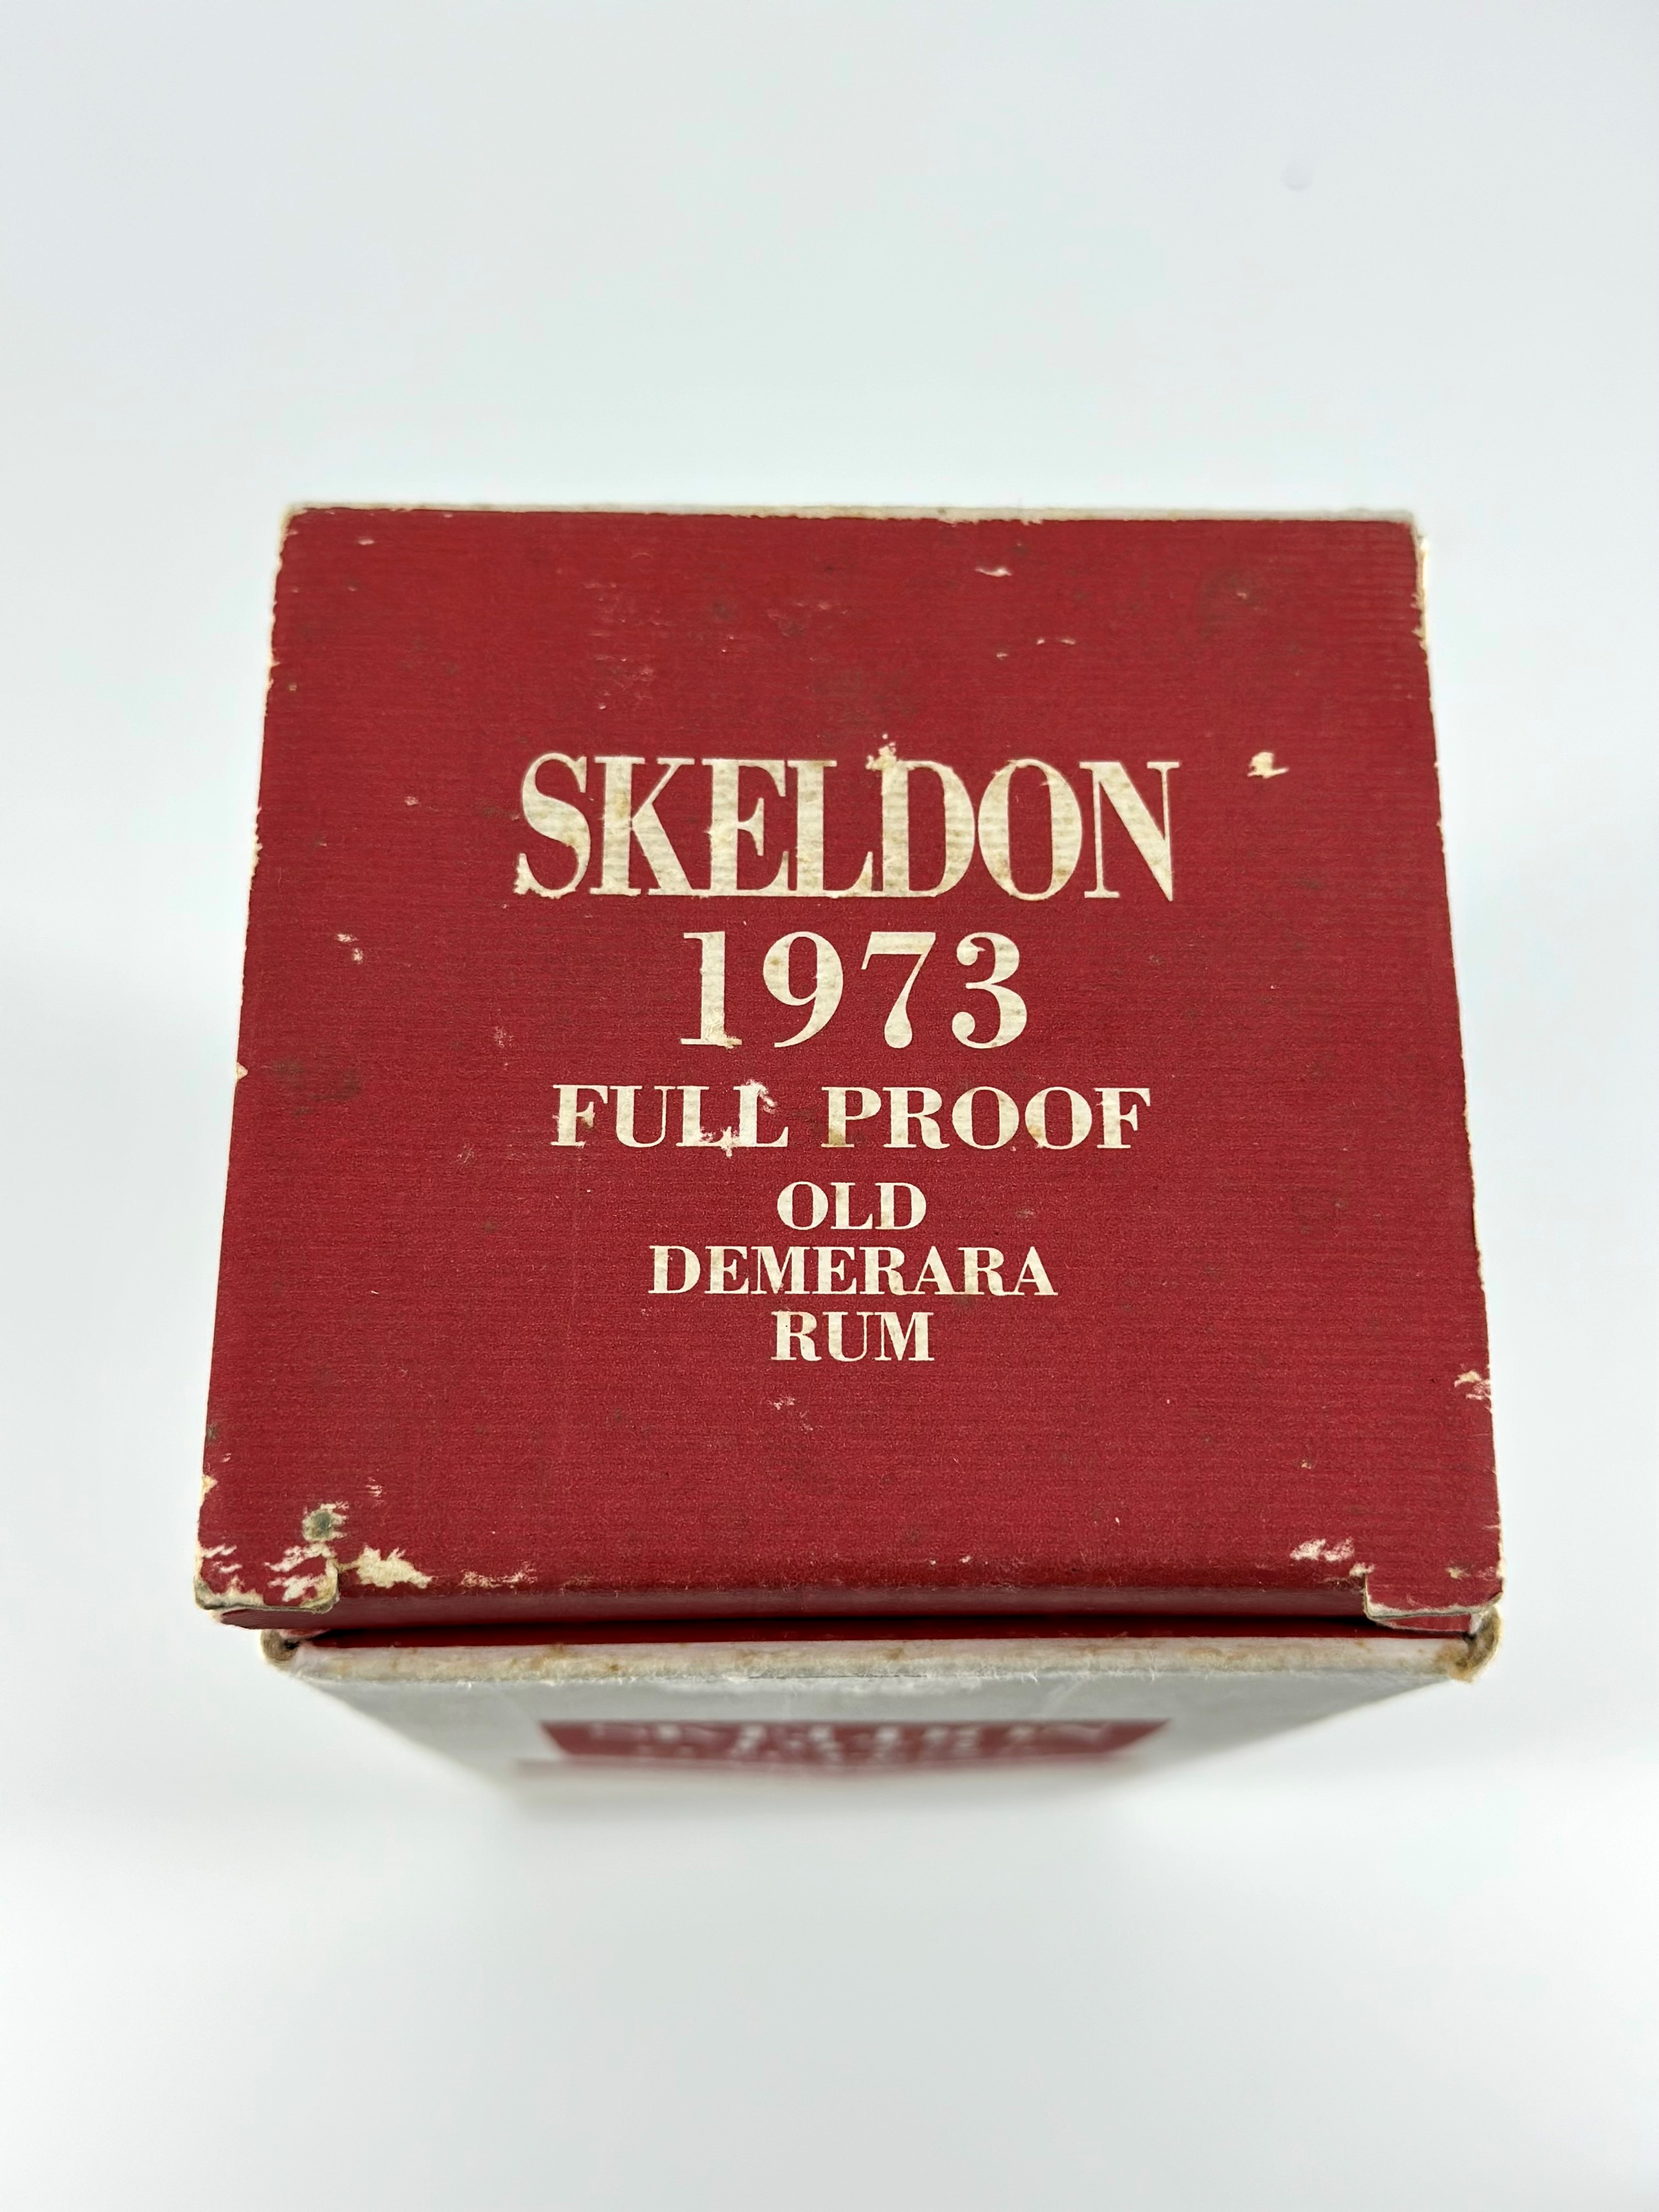 SKELDON
1973
FULL PROOF
OLD
DEMERARA
RUM